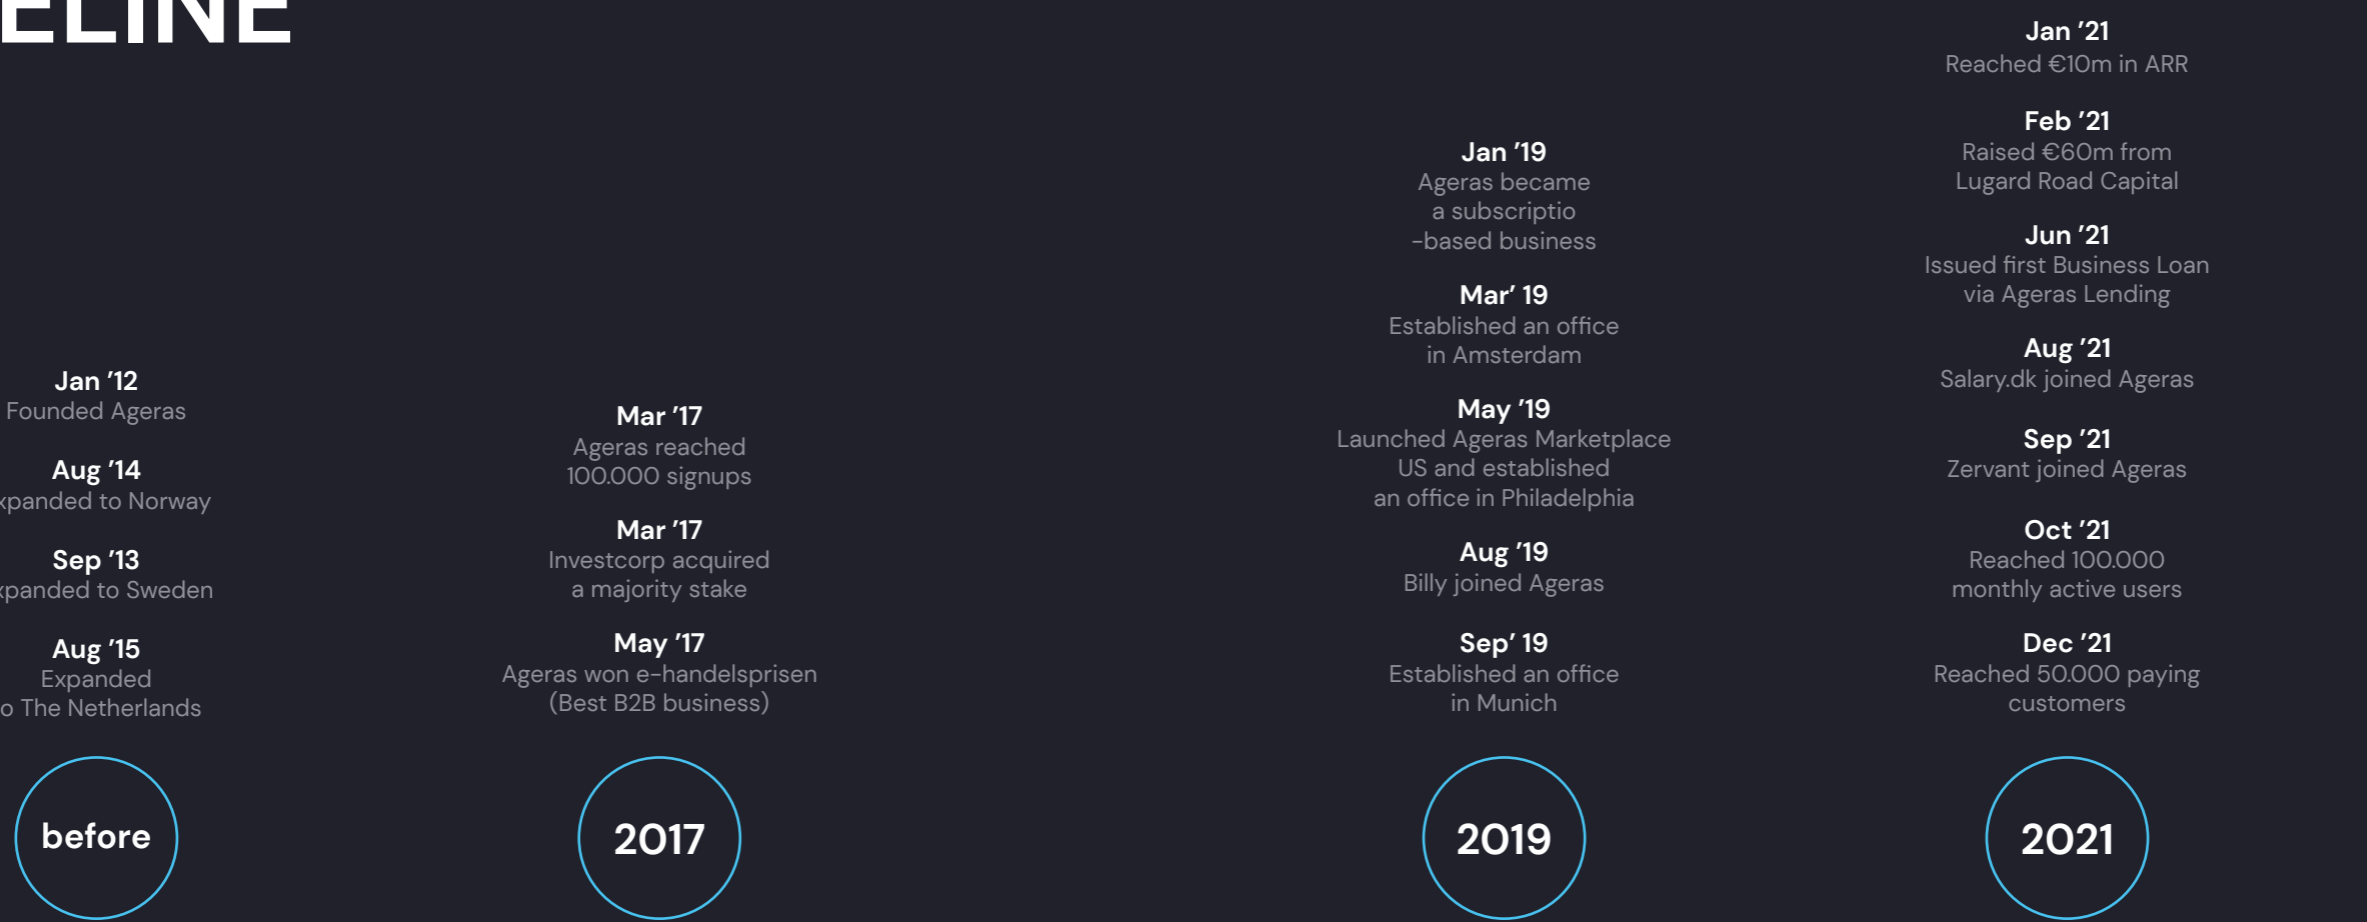 ELINE
Jan ’12
Founded Ageras
Aug ’14
xpanded to Norway
Sep ’13
xpanded to Sweden
Aug ’15
Expanded
o The Netherlands
before
Mar ’17
Ageras reached
100.000 signups
Mar ’17
Investcorp acquired
a majority stake
May ’17
Ageras won e-handelsprisen
(Best B2B business)
2017
Jan ’19
Ageras became
a subscriptio
-based business
Mar’ 19
Established an office
in Amsterdam
May ’19
Launched Ageras Marketplace
US and established
an office in Philadelphia
Aug ’19
Billy joined Ageras
Sep’ 19
Established an office
in Munich
2019
Jan ’21
Reached €10m in ARR
Feb ’21
Raised €60m from
Lugard Road Capital
Jun ’21
Issued first Business Loan
via Ageras Lending
Aug ’21
Salary.dk joined Ageras
Sep ’21
Zervant joined Ageras
Oct ’21
Reached 100.000
monthly active users
Dec ’21
Reached 50.000 paying
customers
2021